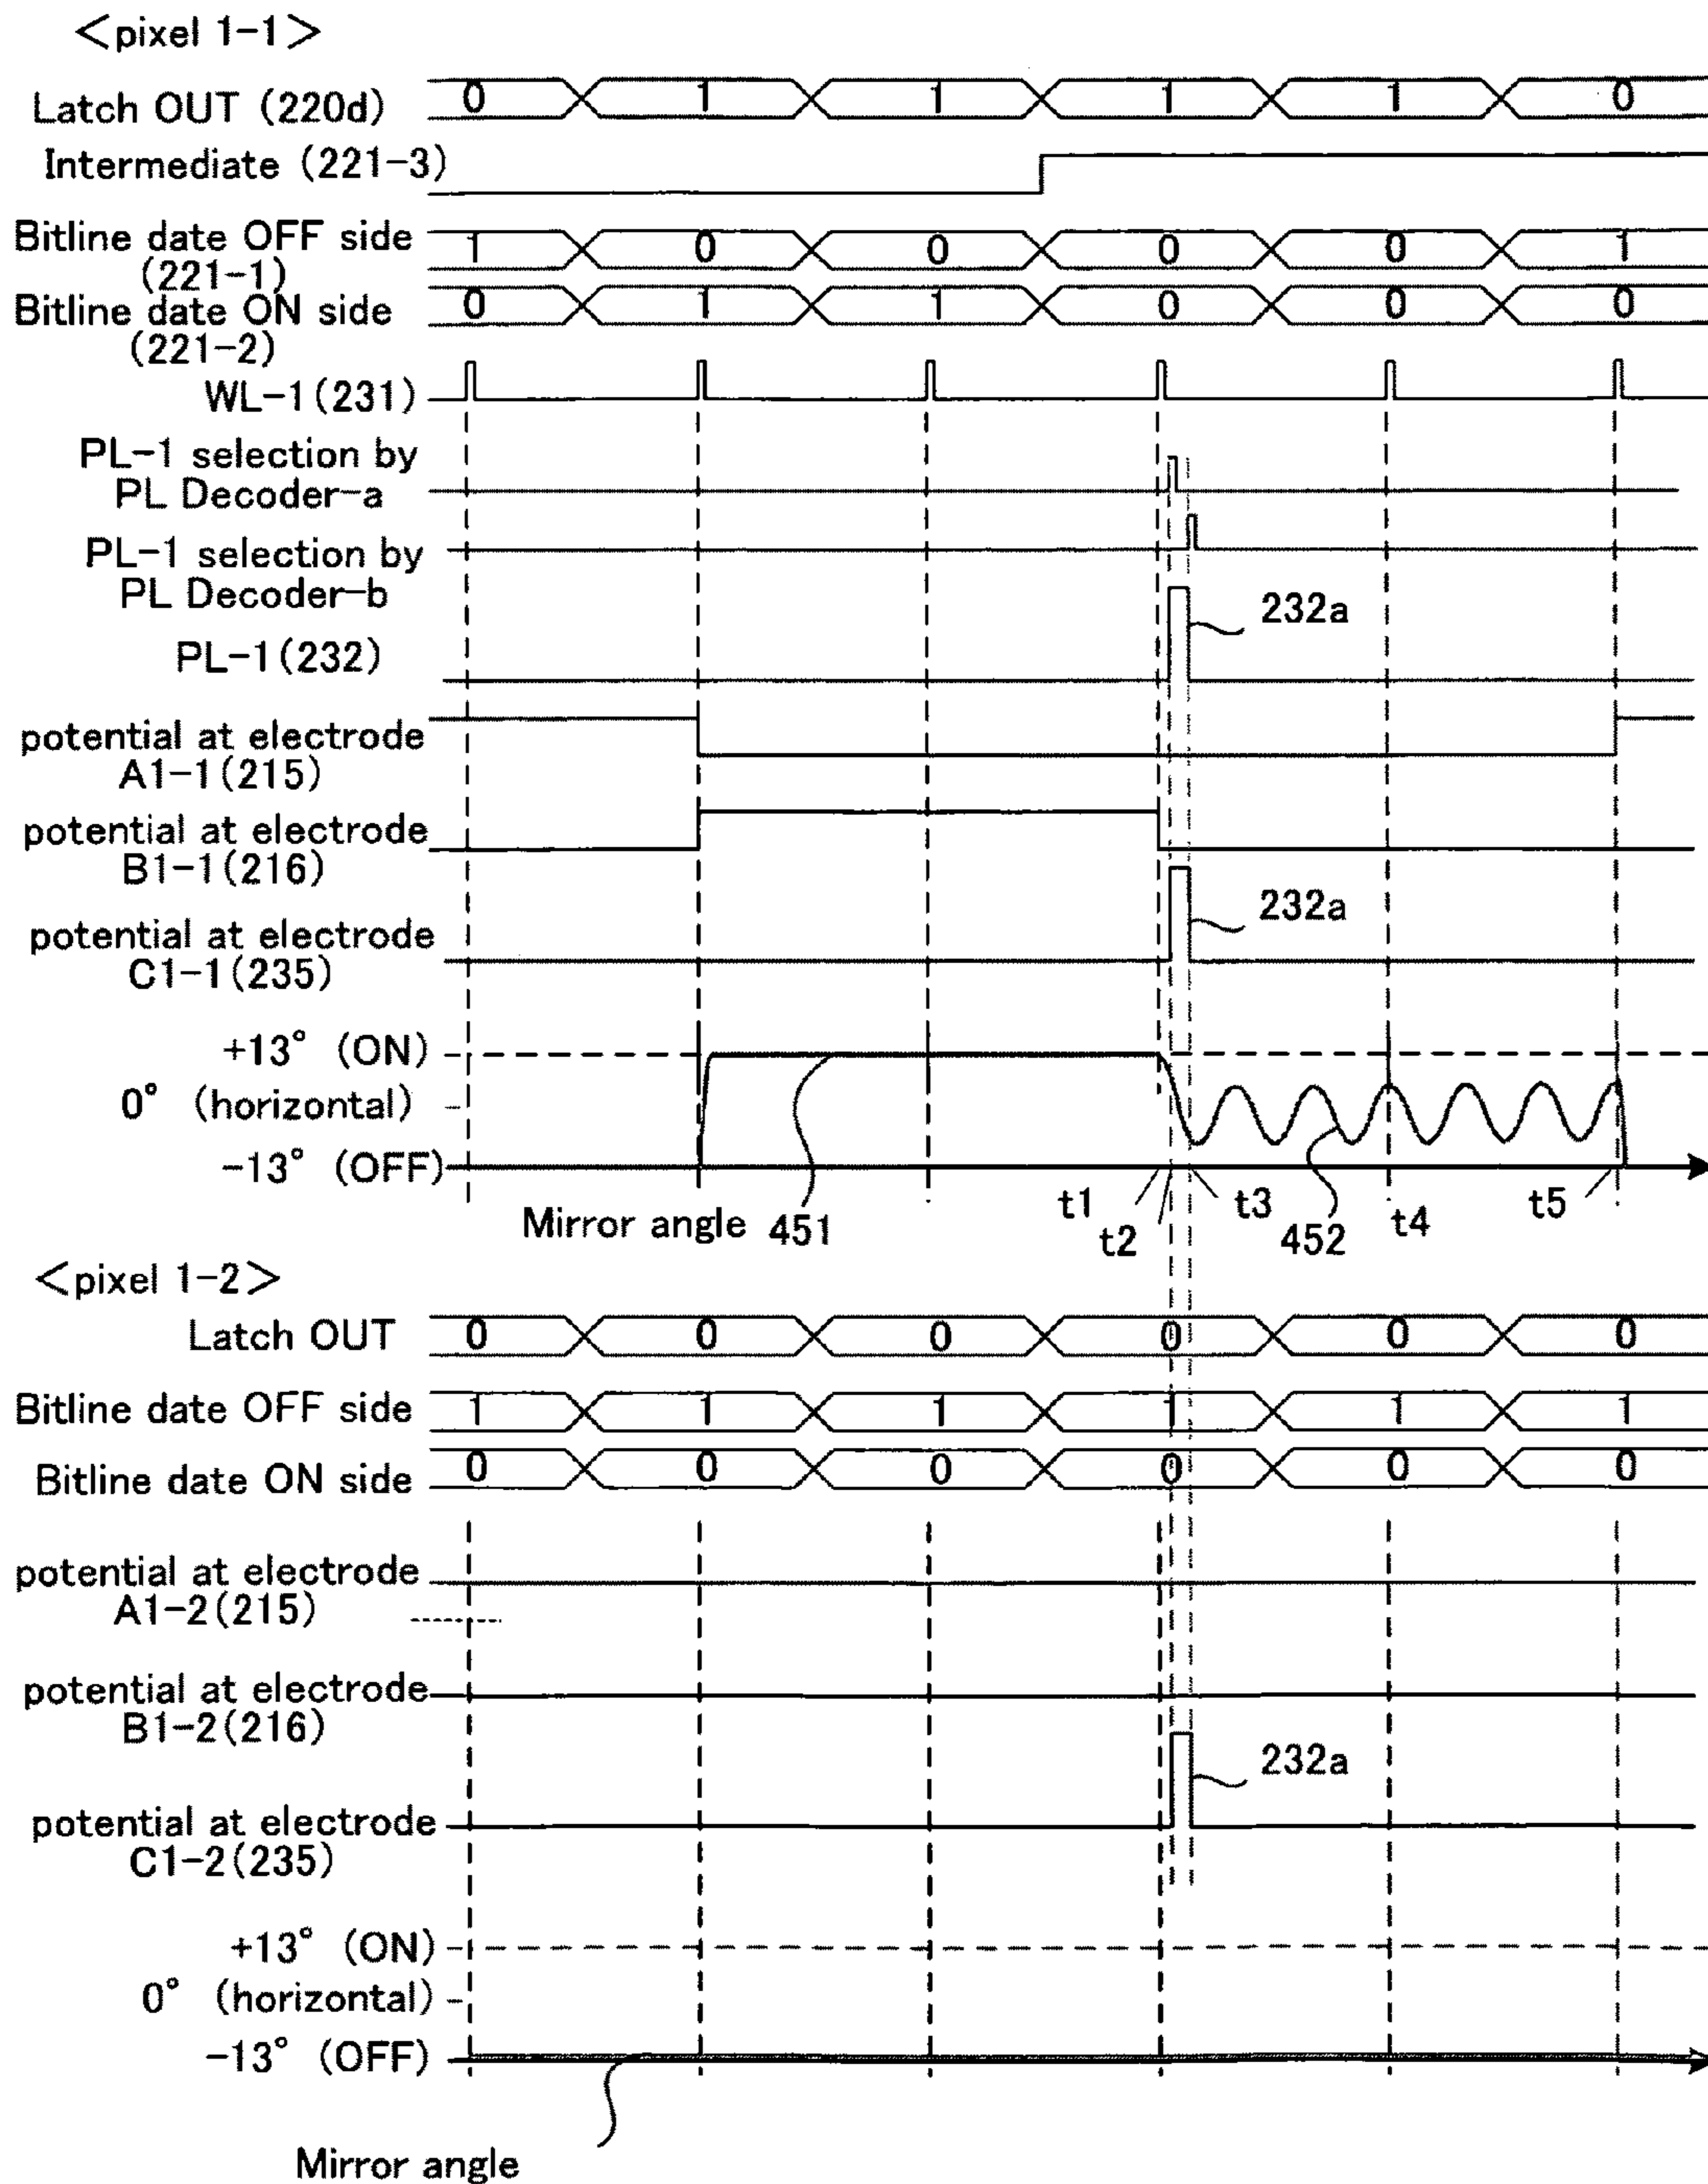 <pixel 1-1>
Latch OUT (220d) 0 1 1 1 1 0
Intermediate (221-3)
Bitline date OFF side 1 0 0 0 0 1
(221-1)
Bitline date ON side 0 1 1 0 0 0
(221-2)
WL-1(231)
PL-1 selection by
PL Decoder-a
PL-1 selection by
PL Decoder-b
232a
PL-1(232)
potential at electrode
A1-1(215)
potential at electrode
B1-1(216)
232a
potential at electrode
C1-1(235)
+13° (ON)
0° (horizontal)
-13° (OFF)
Mirror angle 451 t1 t2 t3 452 t4 t5
<pixel 1-2>
Latch OUT 0 0 0 0 0 0
Bitline date OFF side 1 1 1 1 1 1
Bitline date ON side 0 0 0 0 0 0
potential at electrode
A1-2(215)
potential at electrode
B1-2(216)
232a
potential at electrode
C1-2(235)
+13° (ON)
0° (horizontal)
-13° (OFF)
Mirror angle